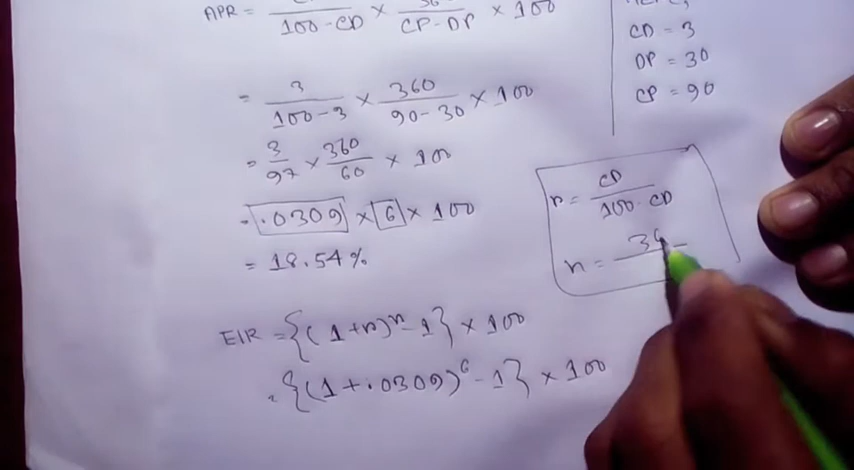 APR = / 100-CD × / CP-DP × 100
CD = 3
DP = 30
CP = 90
= 3 / 100-3 × 360 / 90-30 × 100
= 3 / 97 × 360 / 60 × 100
= .0309 × 6 × 100
= 18.54%
r = CD / 100-CD
n = 36
EIR = {(1+r)^n - 1} × 100
= {(1+.0309)^6 - 1} × 100